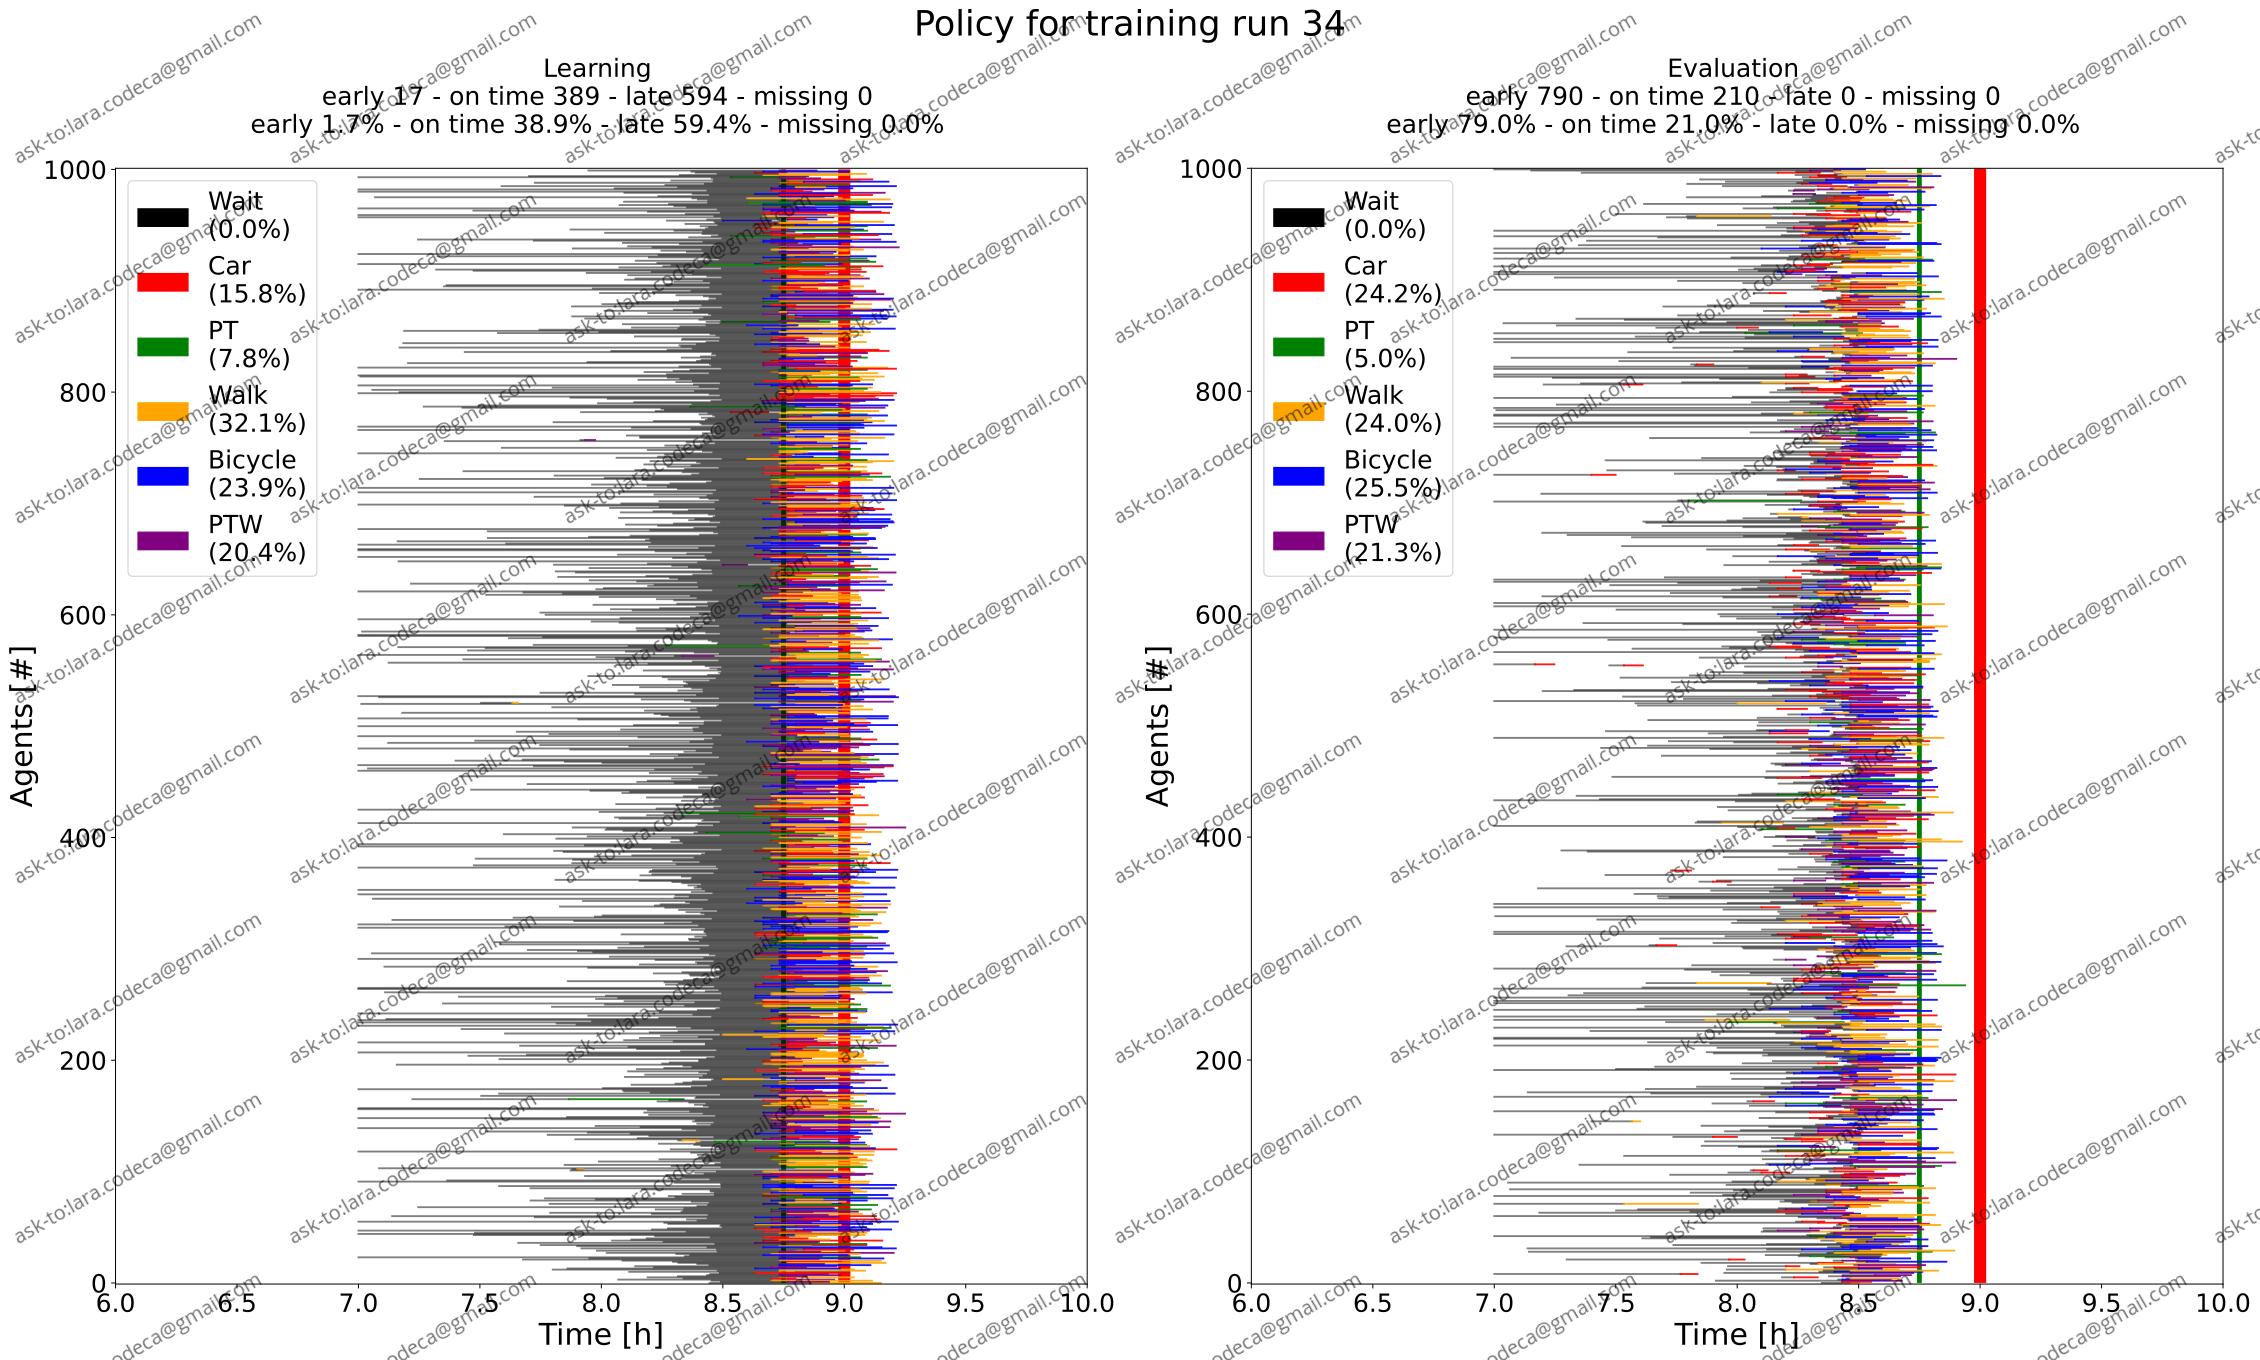 Policy for training run 34
Learning
early 17 - on time 389 - late 594 - missing 0
early 1.7% - on time 38.9% - late 59.4% - missing 0.0%
1000
800
600
400
200
0
Agents [#]
Wait
(0.0%)
Car
(15.8%)
PT
(7.8%)
Walk
(32.1%)
Bicycle
(23.9%)
PTW
(20.4%)
6.0 6.5 7.0 7.5 8.0 8.5 9.0 9.5 10.0
Time [h]
Evaluation
early 790 - on time 210 - late 0 - missing 0
early 79.0% - on time 21.0% - late 0.0% - missing 0.0%
1000
800
600
400
200
0
Agents [#]
Wait
(0.0%)
Car
(24.2%)
PT
(5.0%)
Walk
(24.0%)
Bicycle
(25.5%)
PTW
(21.3%)
6.0 6.5 7.0 7.5 8.0 8.5 9.0 9.5 10.0
Time [h]
ask-to:lara.codeca@gmail.com